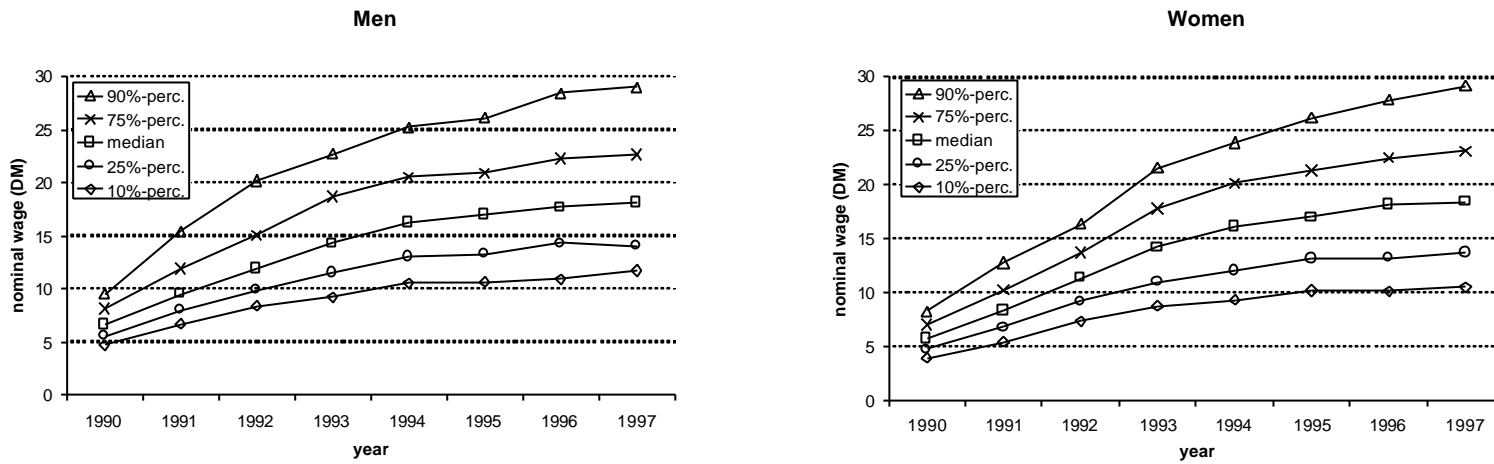 Men
nominal wage (DM)
30
25
20
15
10
5
0
90%-perc.
75%-perc.
median
25%-perc.
10%-perc.
1990 1991 1992 1993 1994 1995 1996 1997
year
Women
nominal wage (DM)
30
25
20
15
10
5
0
90%-perc.
75%-perc.
median
25%-perc.
10%-perc.
1990 1991 1992 1993 1994 1995 1996 1997
year